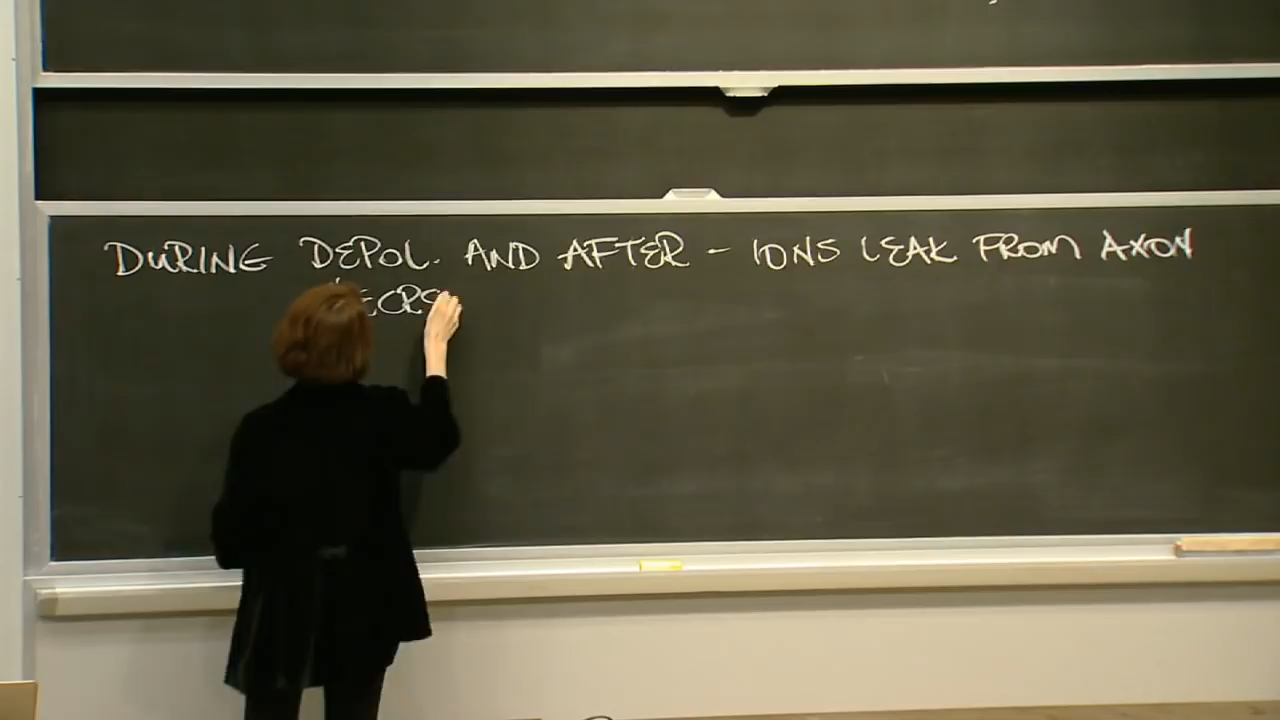 DURING DEPOL. AND AFTER - IONS LEAK FROM AXON